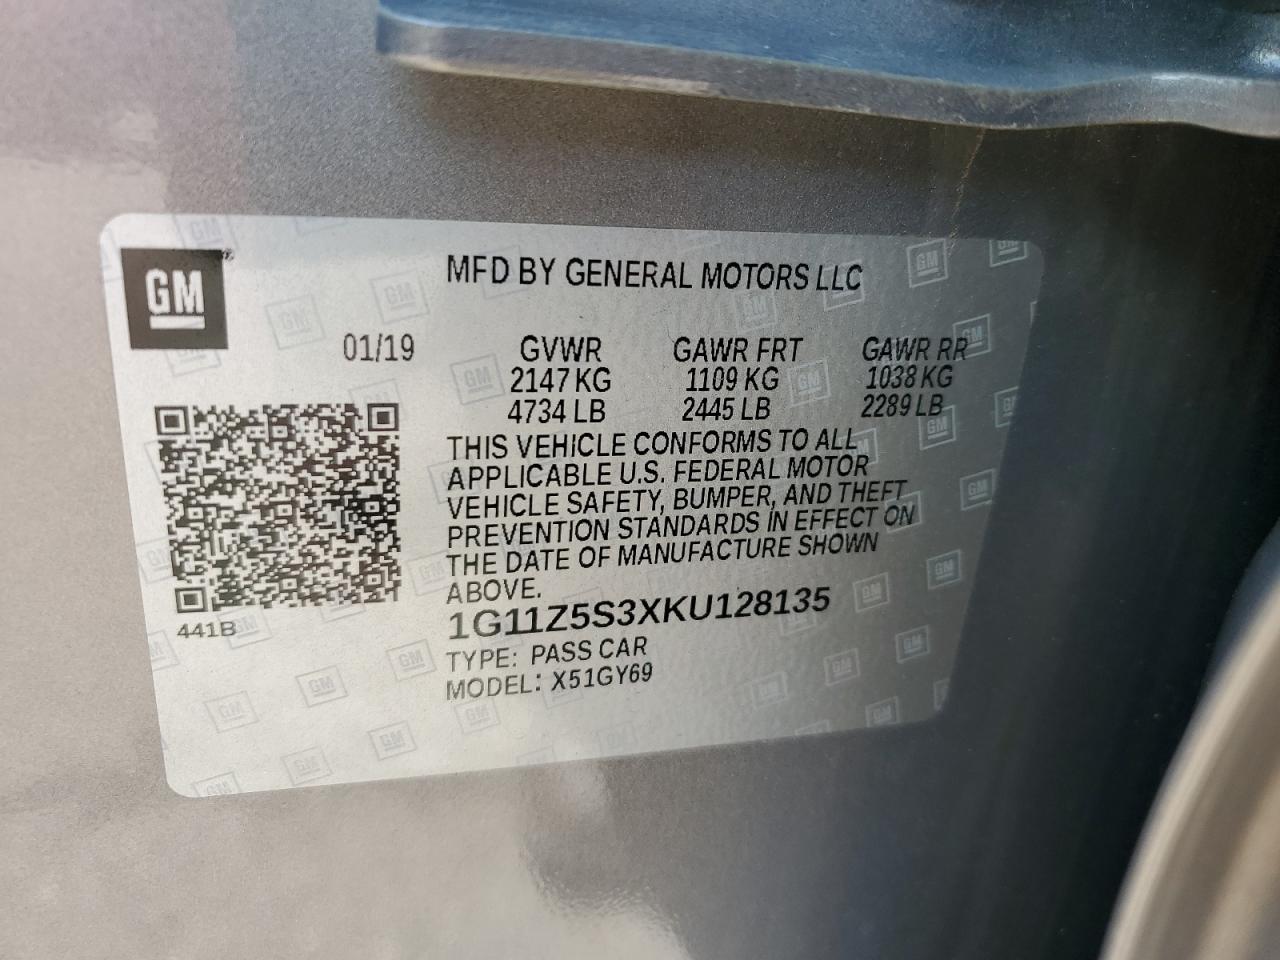 GM
MFD BY GENERAL MOTORS LLC
01/19 GVWR GAWR FRT GAWR RR
2147 KG 1109 KG 1038 KG
4734 LB 2445 LB 2289 LB
THIS VEHICLE CONFORMS TO ALL
APPLICABLE U.S. FEDERAL MOTOR
VEHICLE SAFETY, BUMPER, AND THEFT
PREVENTION STANDARDS IN EFFECT ON
THE DATE OF MANUFACTURE SHOWN
ABOVE.
441B
1G11Z5S3XKU128135
TYPE: PASS CAR
MODEL: X51GY69